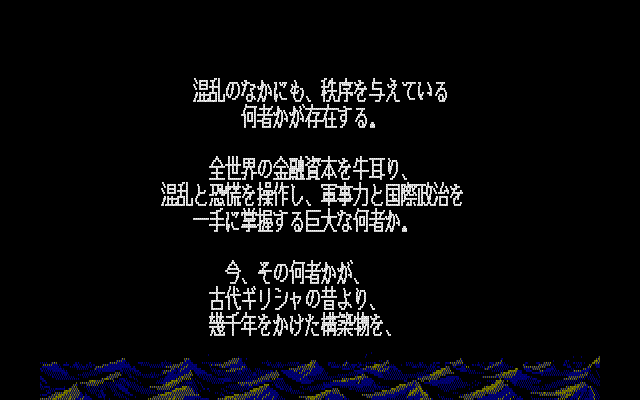 混乱のなかにも、秩序を与えている
何者かが存在する。
全世界の金融資本を牛耳り、
混乱と恐慌を操作し、軍事力と国際政治を
一手に掌握する巨大な何者か。
今、その何者かが、
古代ギリシャの昔より、
幾千年をかけた構築物を、